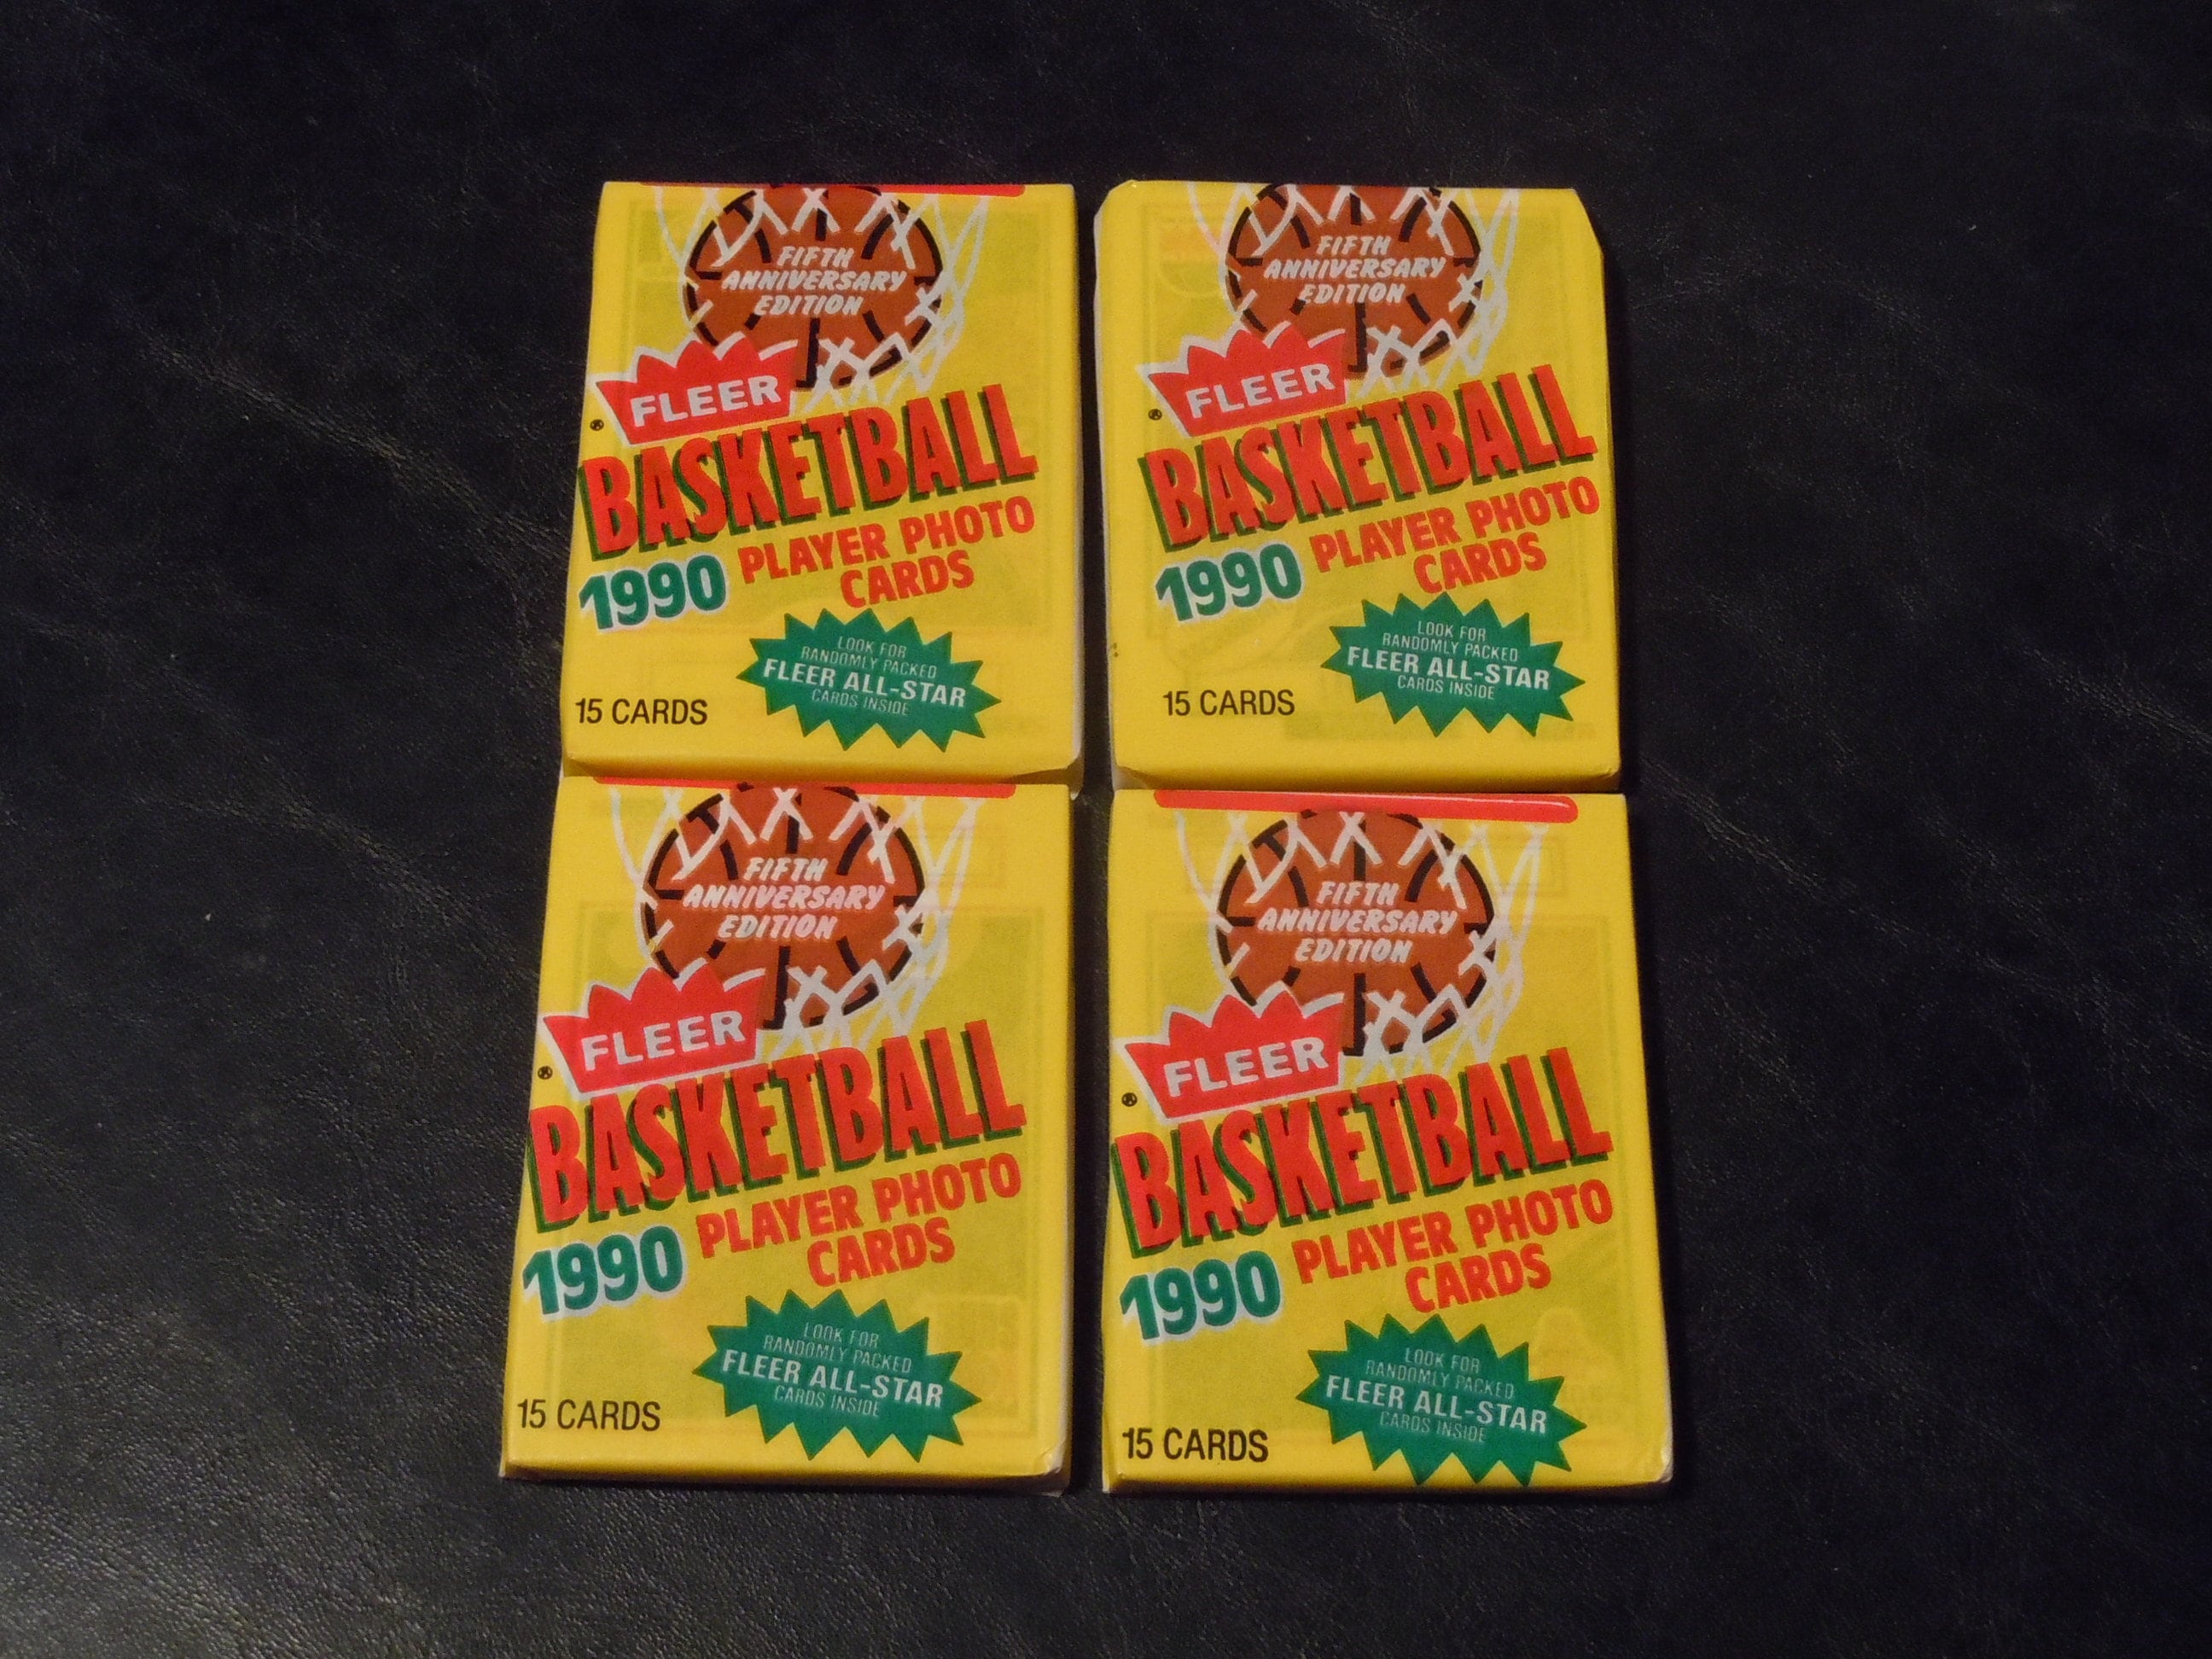 FIFTH
ANNIVERSARY
EDITION
FLEER
®
BASKETBALL
1990 PLAYER PHOTO
CARDS
LOOK FOR
RANDOMLY PACKED
FLEER ALL-STAR
CARDS INSIDE
15 CARDS
FIFTH
ANNIVERSARY
EDITION
FLEER
®
BASKETBALL
1990 PLAYER PHOTO
CARDS
LOOK FOR
RANDOMLY PACKED
FLEER ALL-STAR
CARDS INSIDE
15 CARDS
FIFTH
ANNIVERSARY
EDITION
FLEER
®
BASKETBALL
1990 PLAYER PHOTO
CARDS
LOOK FOR
RANDOMLY PACKED
FLEER ALL-STAR
CARDS INSIDE
15 CARDS
FIFTH
ANNIVERSARY
EDITION
FLEER
®
BASKETBALL
1990 PLAYER PHOTO
CARDS
LOOK FOR
RANDOMLY PACKED
FLEER ALL-STAR
CARDS INSIDE
15 CARDS